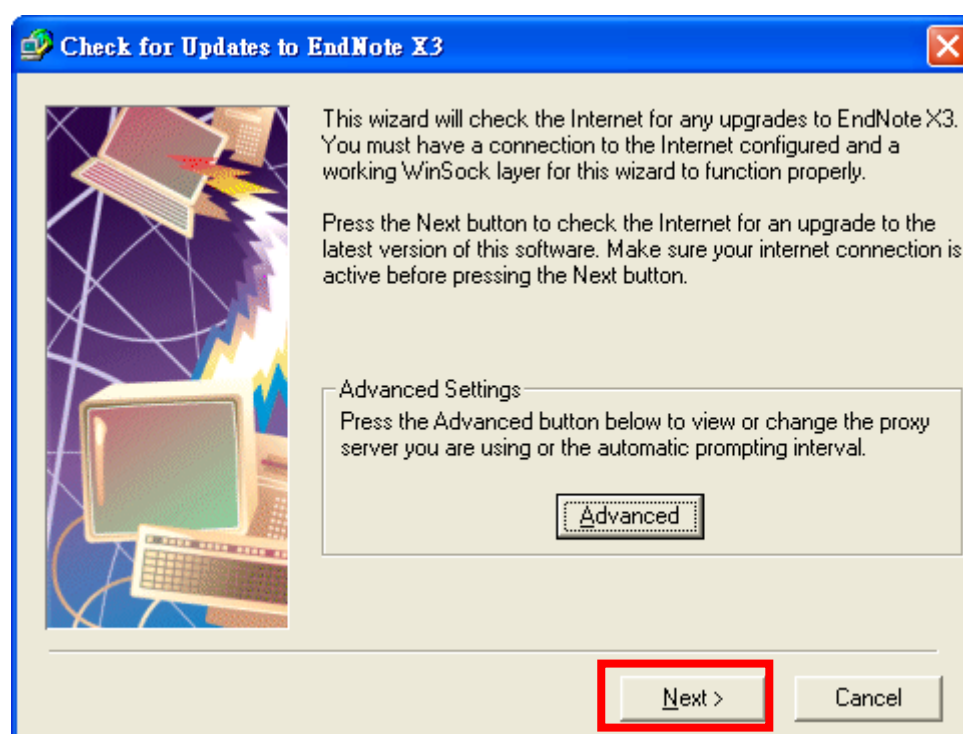 Check for Updates to EndNote X3
This wizard will check the Internet for any upgrades to EndNote X3.
You must have a connection to the Internet configured and a
working WinSock layer for this wizard to function properly.
Press the Next button to check the Internet for an upgrade to the
latest version of this software. Make sure your internet connection is
active before pressing the Next button.
Advanced Settings
Press the Advanced button below to view or change the proxy
server you are using or the automatic prompting interval.
Advanced
Next >
Cancel